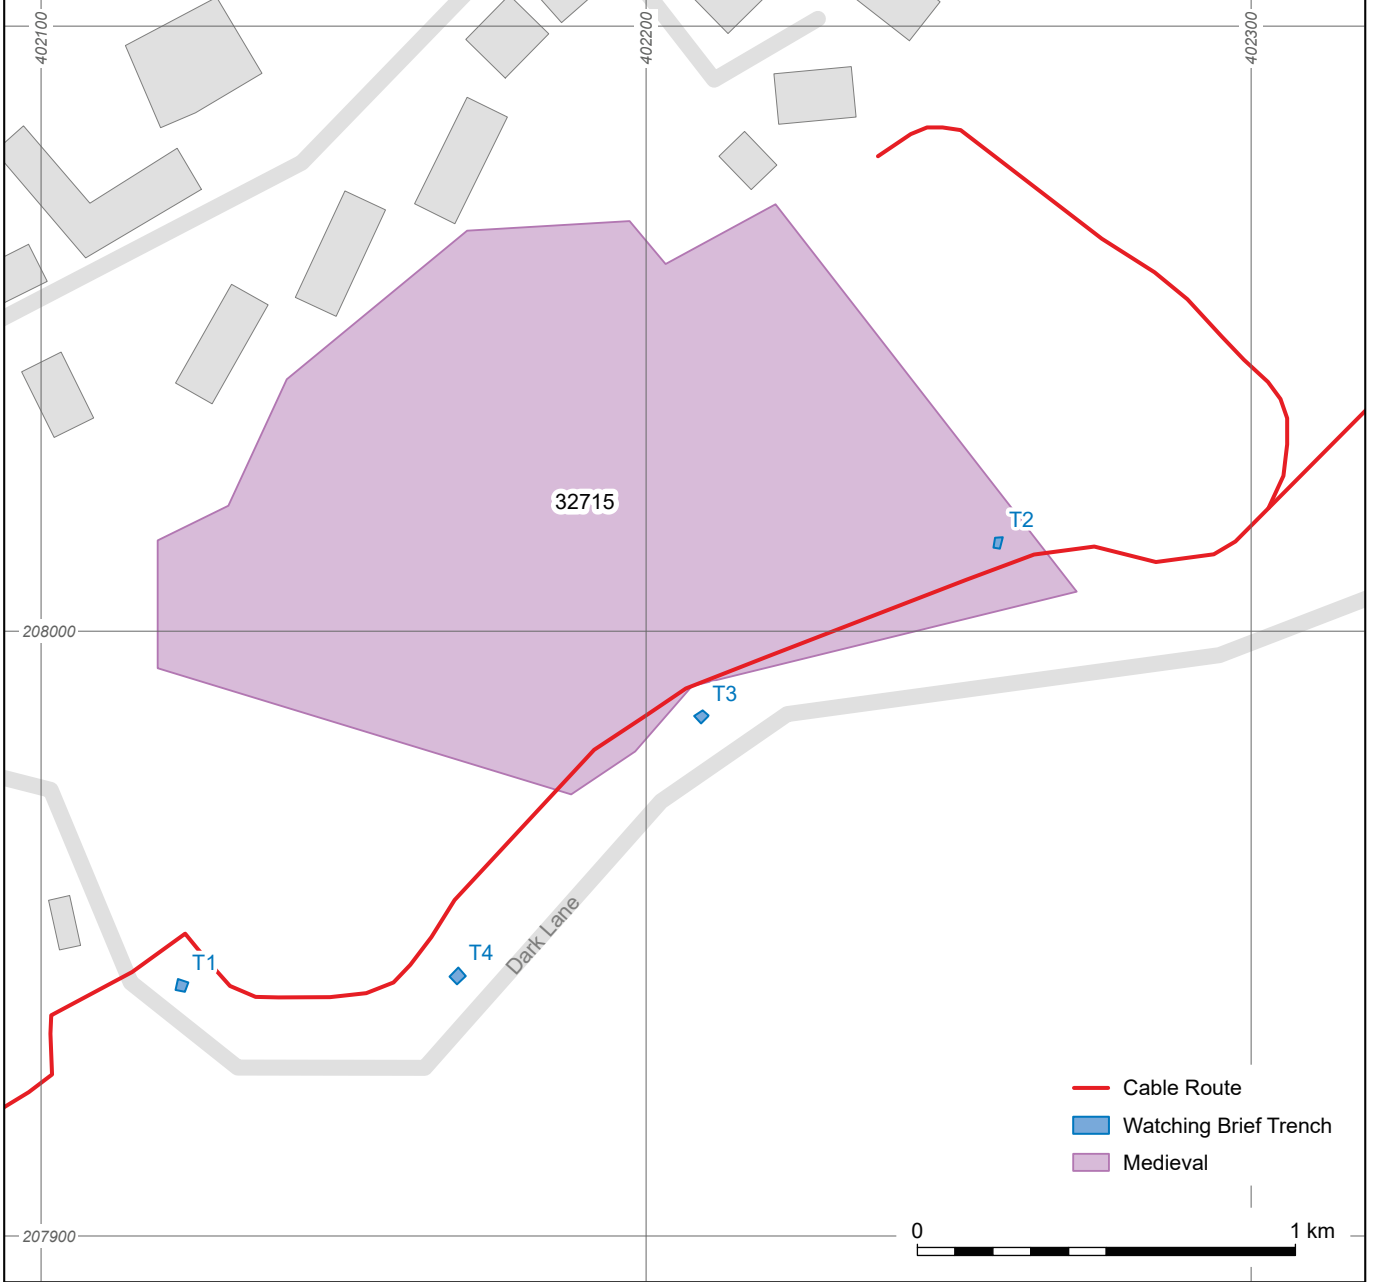 402100
402200
402300
32715
T2
208000
T3
Dark Lane
T4
T1
Cable Route
Watching Brief Trench
Medieval
207900
0
1 km